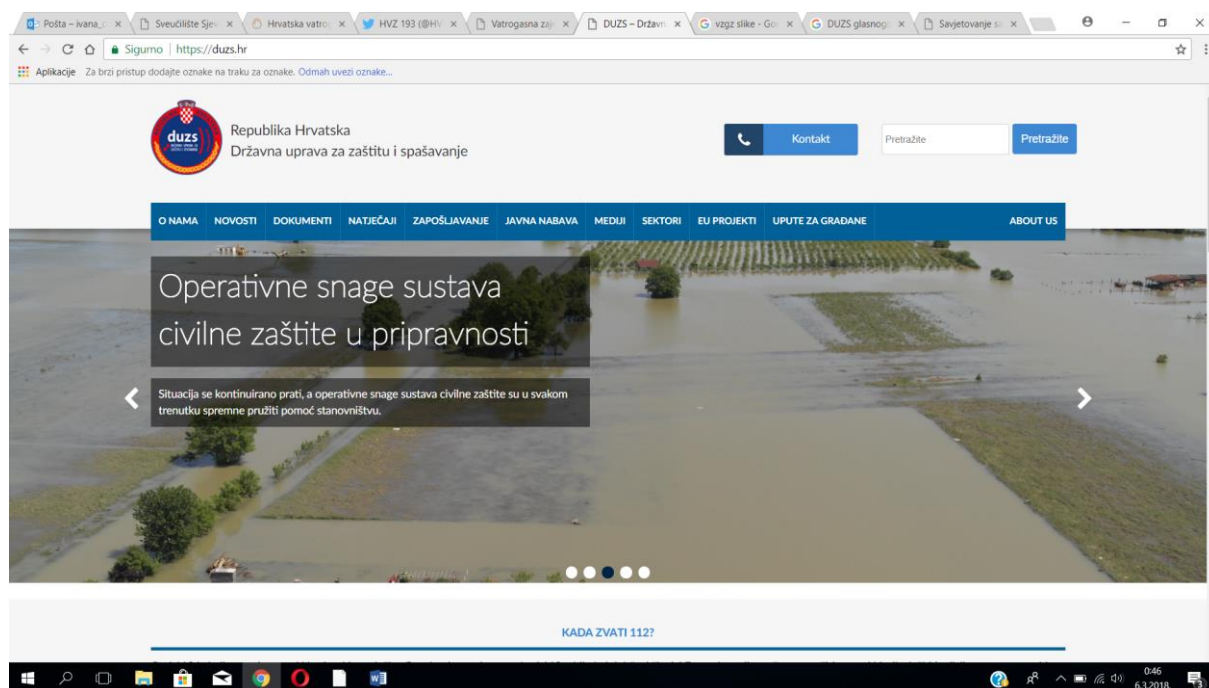 Pošta – ivana_
Sveučilište Sjev
Hrvatska vatrog
HVZ 193 (@HV
Vatrogasna zaj
DUZS – Državn
vzgz slike - Go
DUZS glasnog
Savjetovanje sa
Sigurno | https://duzs.hr
Aplikacije Za brzi pristup dodajte oznake na traku za oznake. Odmah uvezi oznake...
duzs
Republika Hrvatska
Državna uprava za zaštitu i spašavanje
Kontakt
Pretražite
Pretražite
O NAMA NOVOSTI DOKUMENTI NATJEČAJI ZAPOŠLJAVANJE JAVNA NABAVA MEDIJI SEKTORI EU PROJEKTI UPUTE ZA GRAĐANE ABOUT US
Operativne snage sustava
civilne zaštite u pripravnosti
Situacija se kontinuirano prati, a operativne snage sustava civilne zaštite su u svakom
trenutku spremne pružiti pomoć stanovništvu.
KADA ZVATI 112?
0:46
6.3.2018.